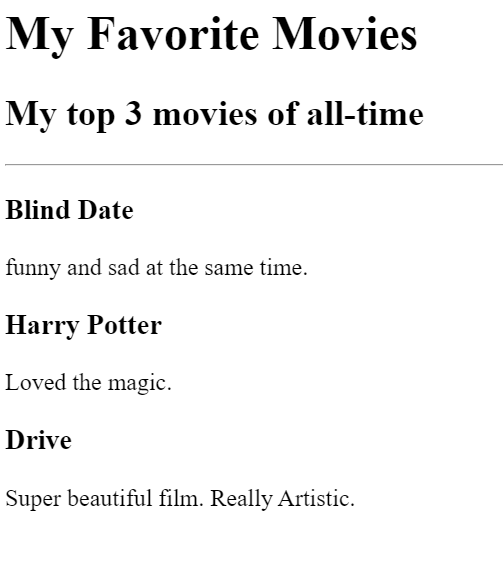 My Favorite Movies
My top 3 movies of all-time
Blind Date
funny and sad at the same time.
Harry Potter
Loved the magic.
Drive
Super beautiful film. Really Artistic.